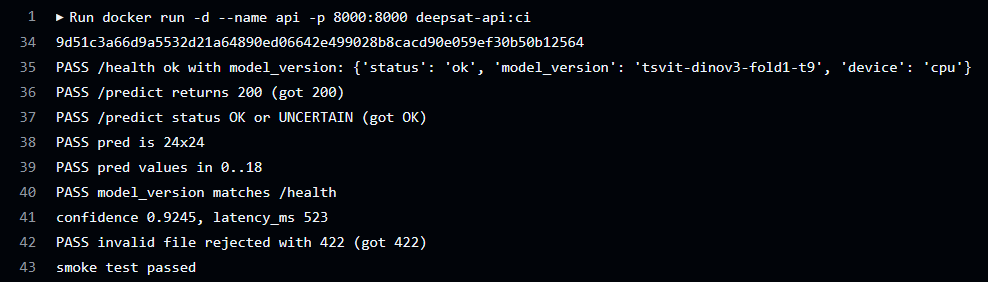 1 ▶ Run docker run -d --name api -p 8000:8000 deepsat-api:ci
34 9d51c3a66d9a5532d21a64890ed06642e499028b8cacd90e059ef30b50b12564
35 PASS /health ok with model_version: {'status': 'ok', 'model_version': 'tsvit-dinov3-fold1-t9', 'device': 'cpu'}
36 PASS /predict returns 200 (got 200)
37 PASS /predict status OK or UNCERTAIN (got OK)
38 PASS pred is 24x24
39 PASS pred values in 0..18
40 PASS model_version matches /health
41 confidence 0.9245, latency_ms 523
42 PASS invalid file rejected with 422 (got 422)
43 smoke test passed